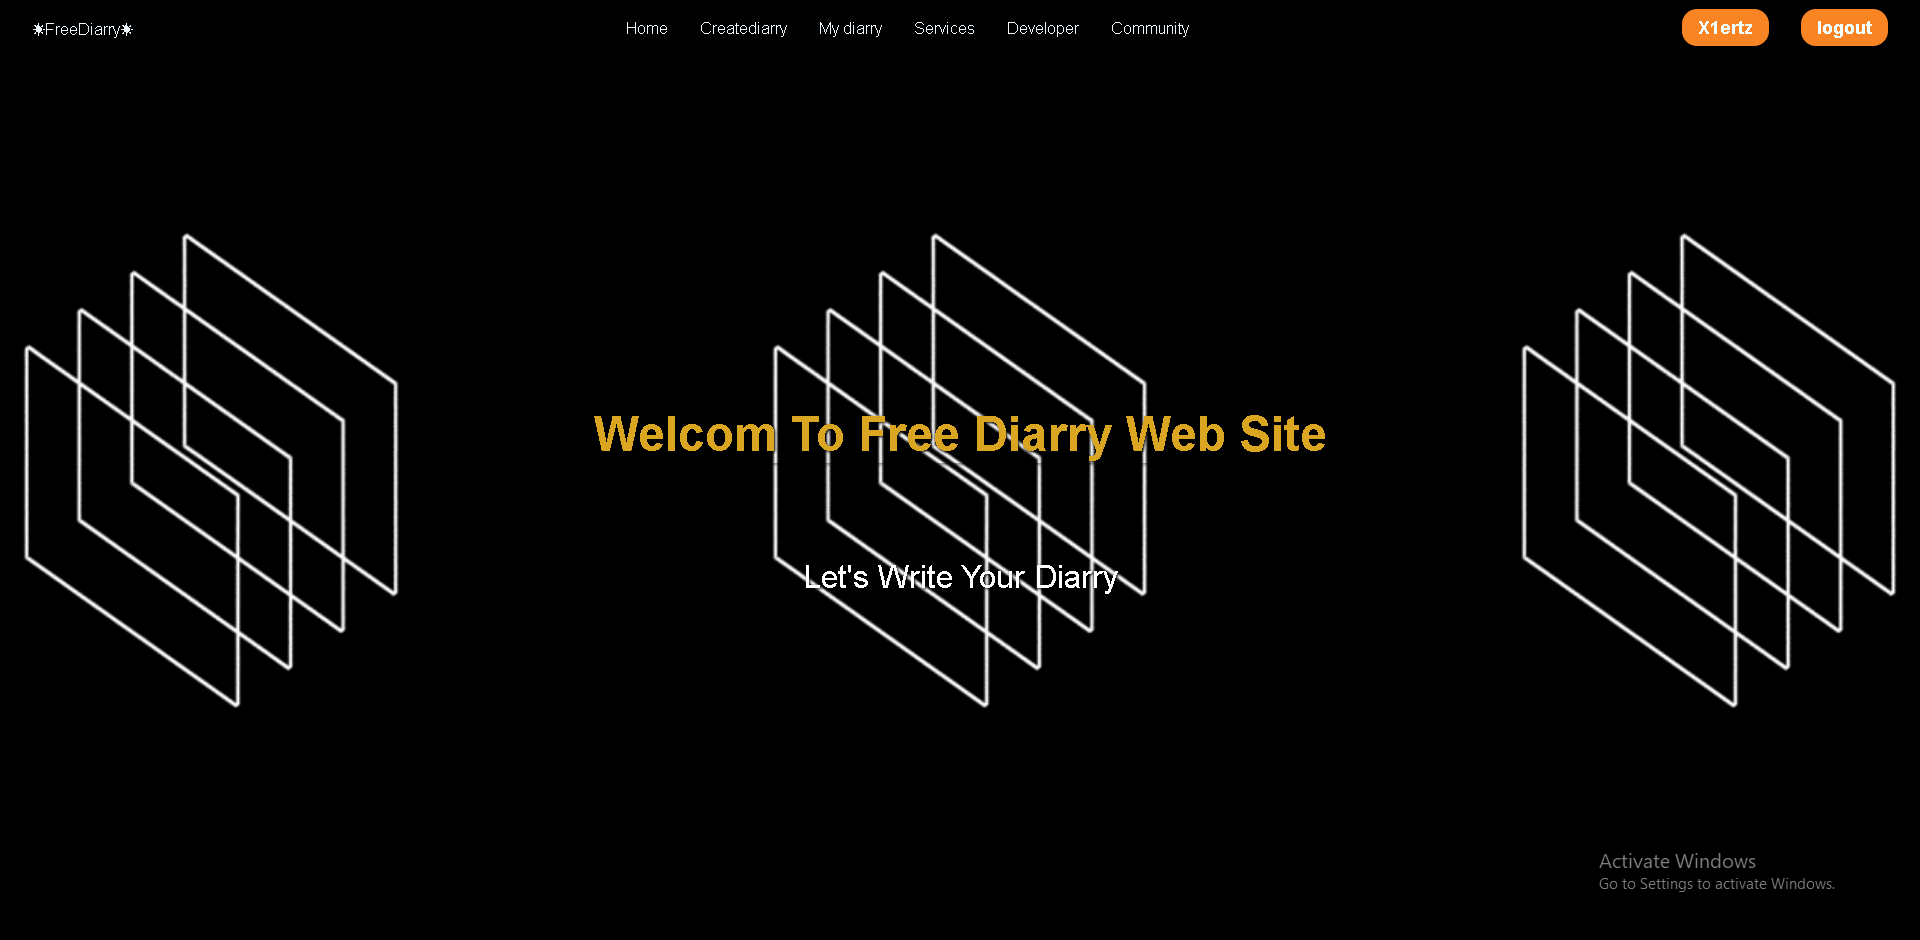 ☀FreeDiarry☀
Home Creatediarry My diarry Services Developer Community
X1ertz logout
Welcom To Free Diarry Web Site
Let's Write Your Diarry
Activate Windows
Go to Settings to activate Windows.